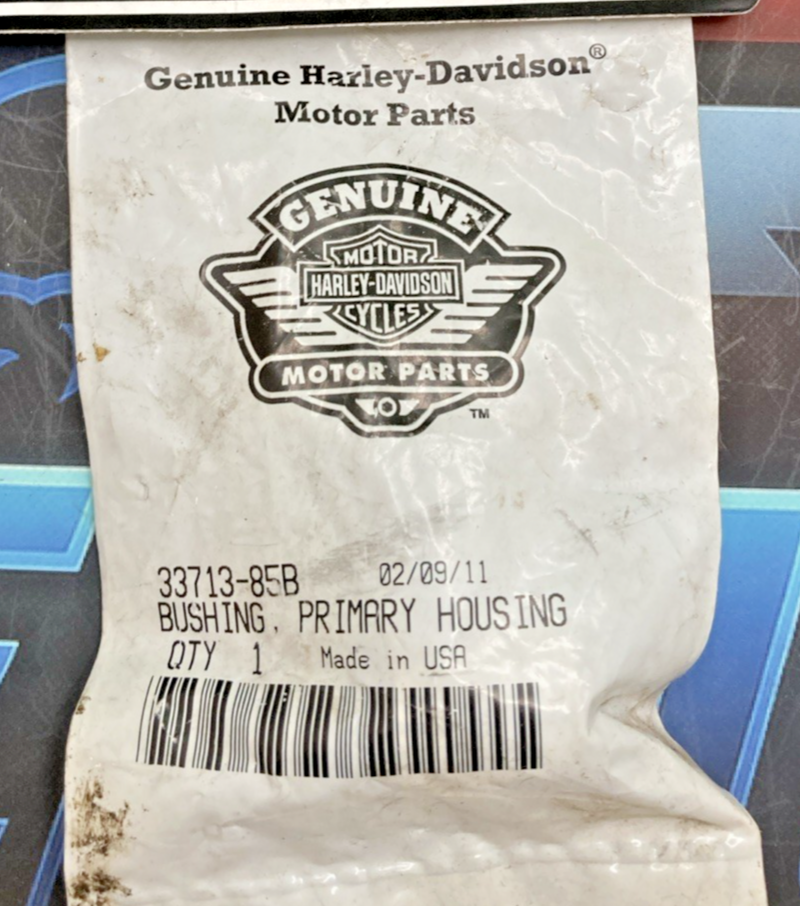 Genuine Harley-Davidson®
Motor Parts
GENUINE
MOTOR
HARLEY-DAVIDSON
CYCLES
MOTOR PARTS
TM
33713-85B 02/09/11
BUSHING, PRIMARY HOUSING
QTY 1 Made in USA